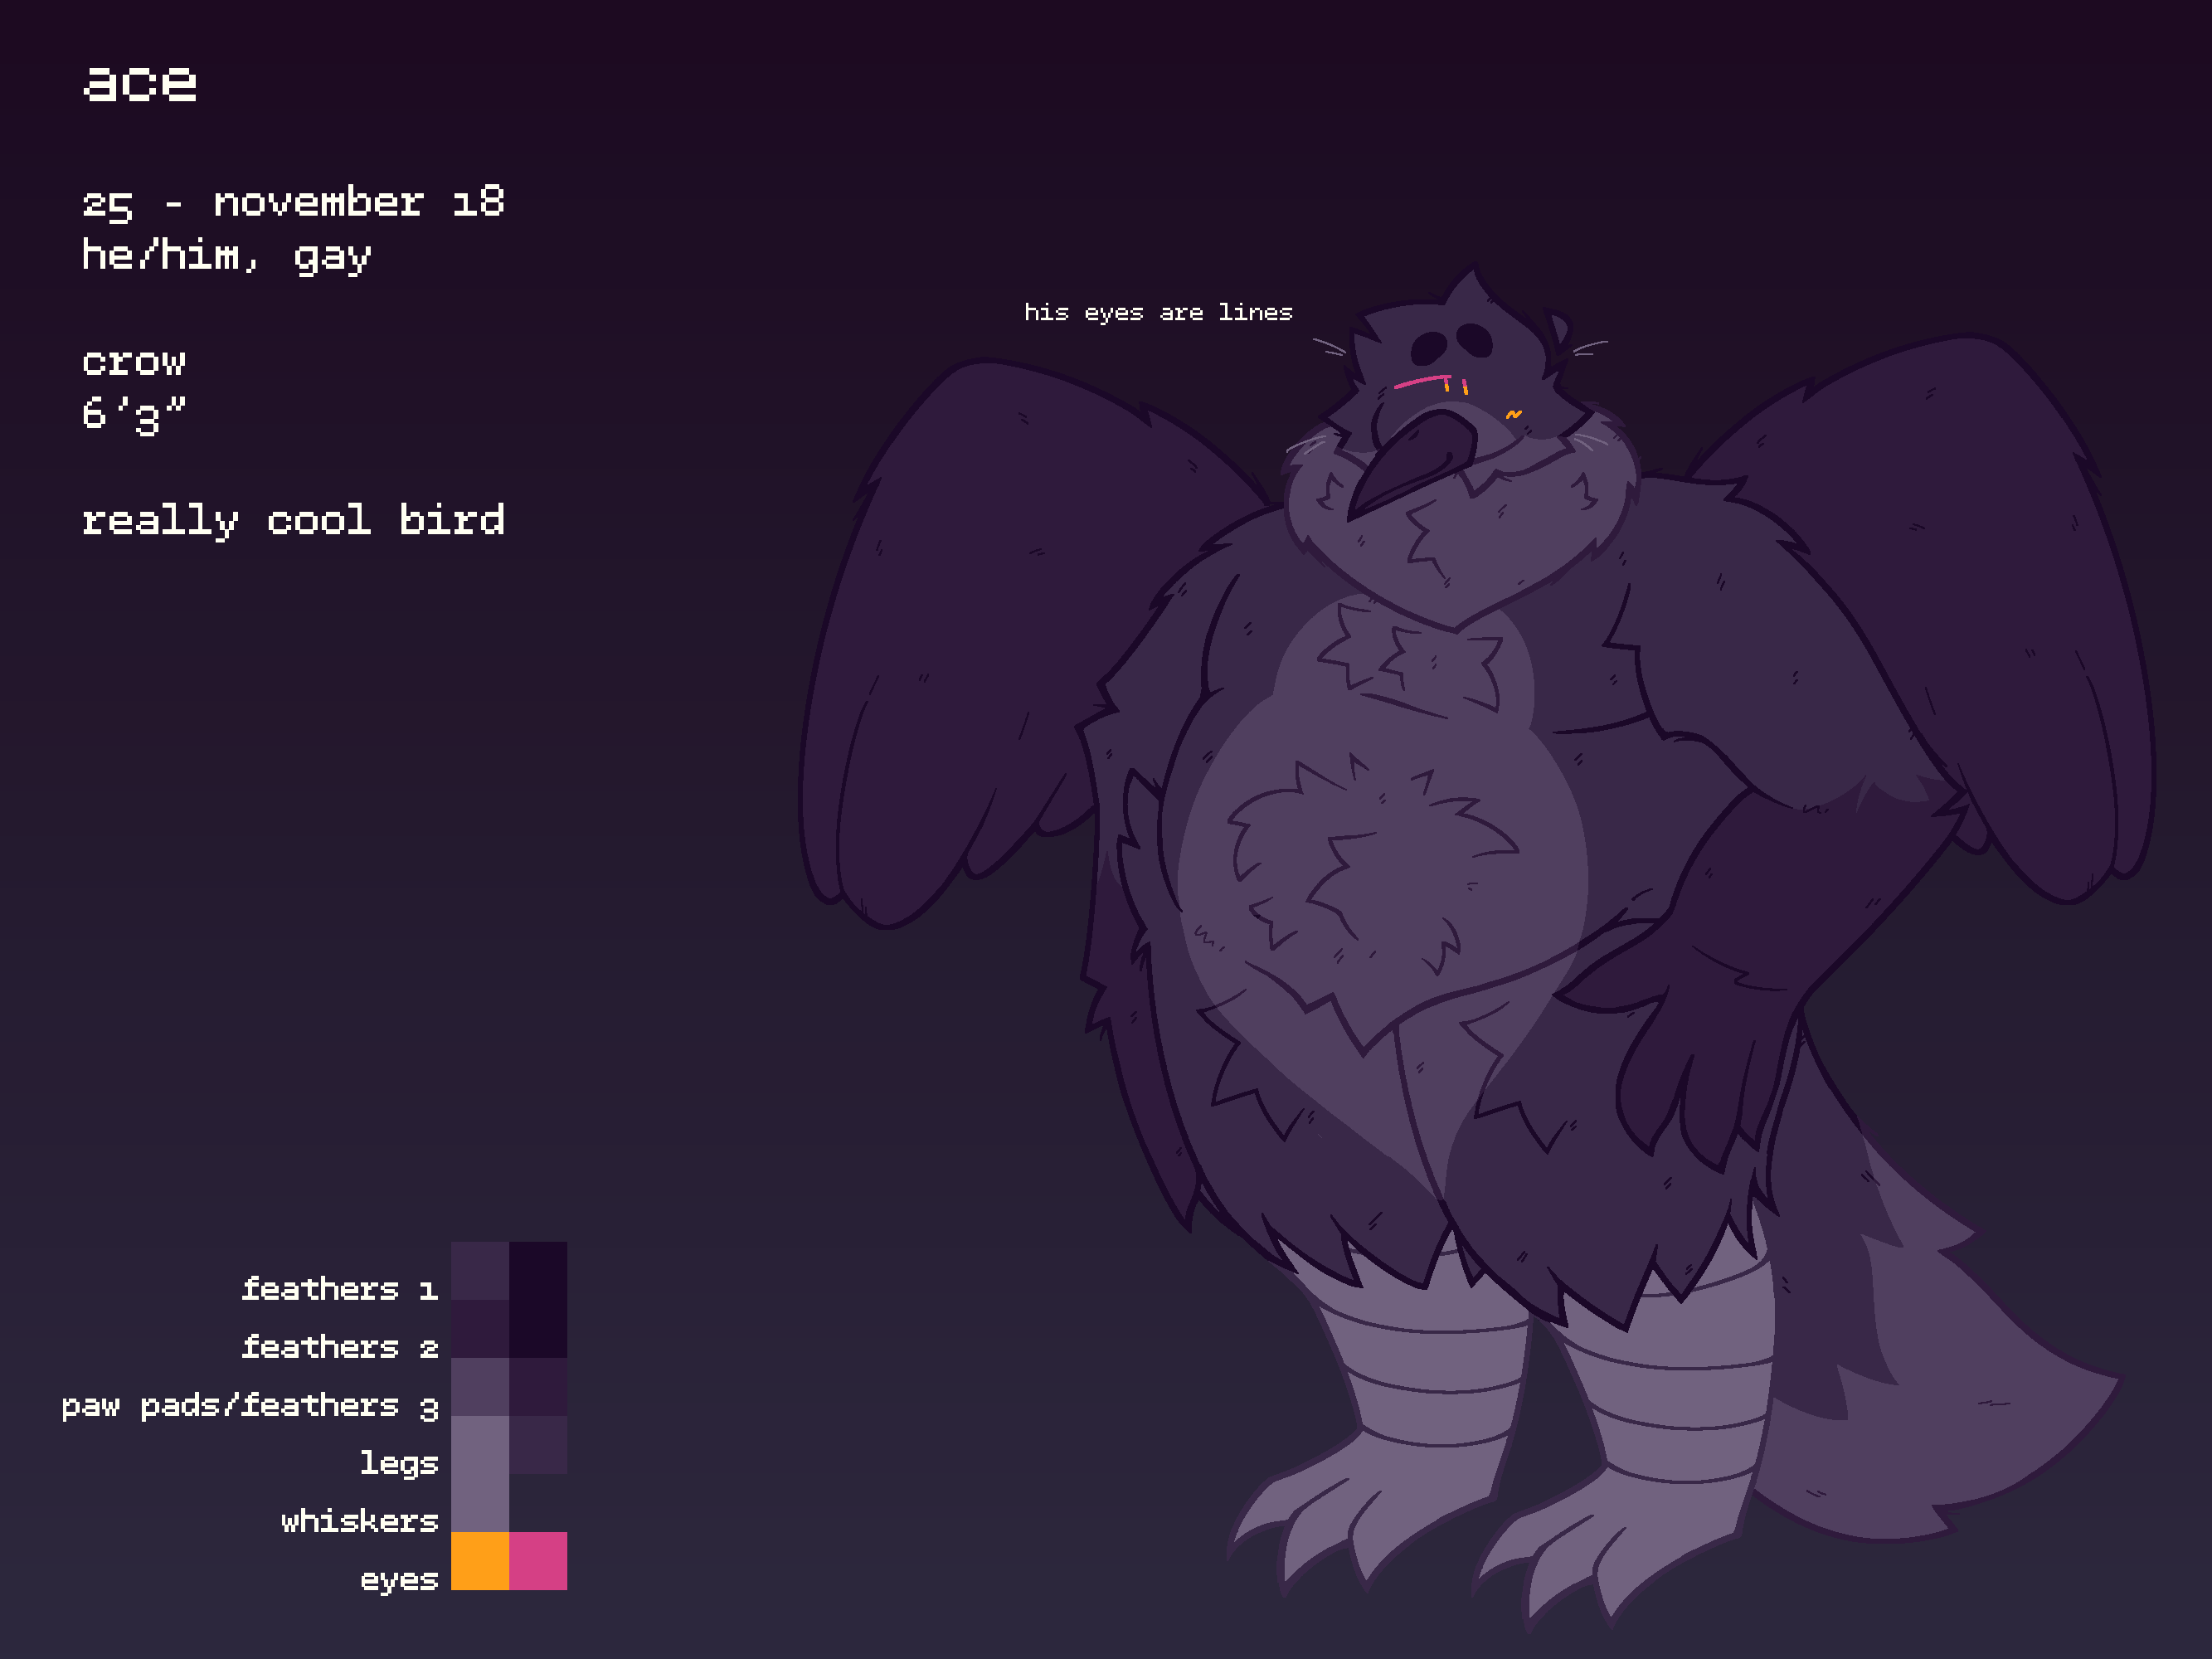 ace
25 - november 18
he/him, gay
crow
6'3"
really cool bird
his eyes are lines
feathers 1
feathers 2
paw pads/feathers 3
legs
whiskers
eyes